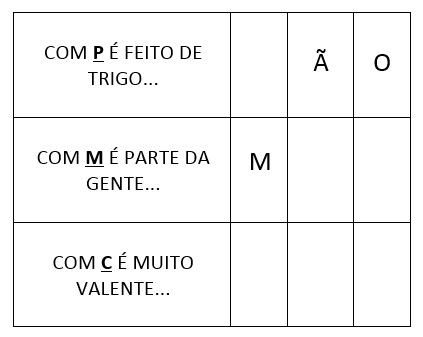 COM P É FEITO DE
TRIGO...
Ã O
COM M É PARTE DA
GENTE...
M
COM C É MUITO
VALENTE...